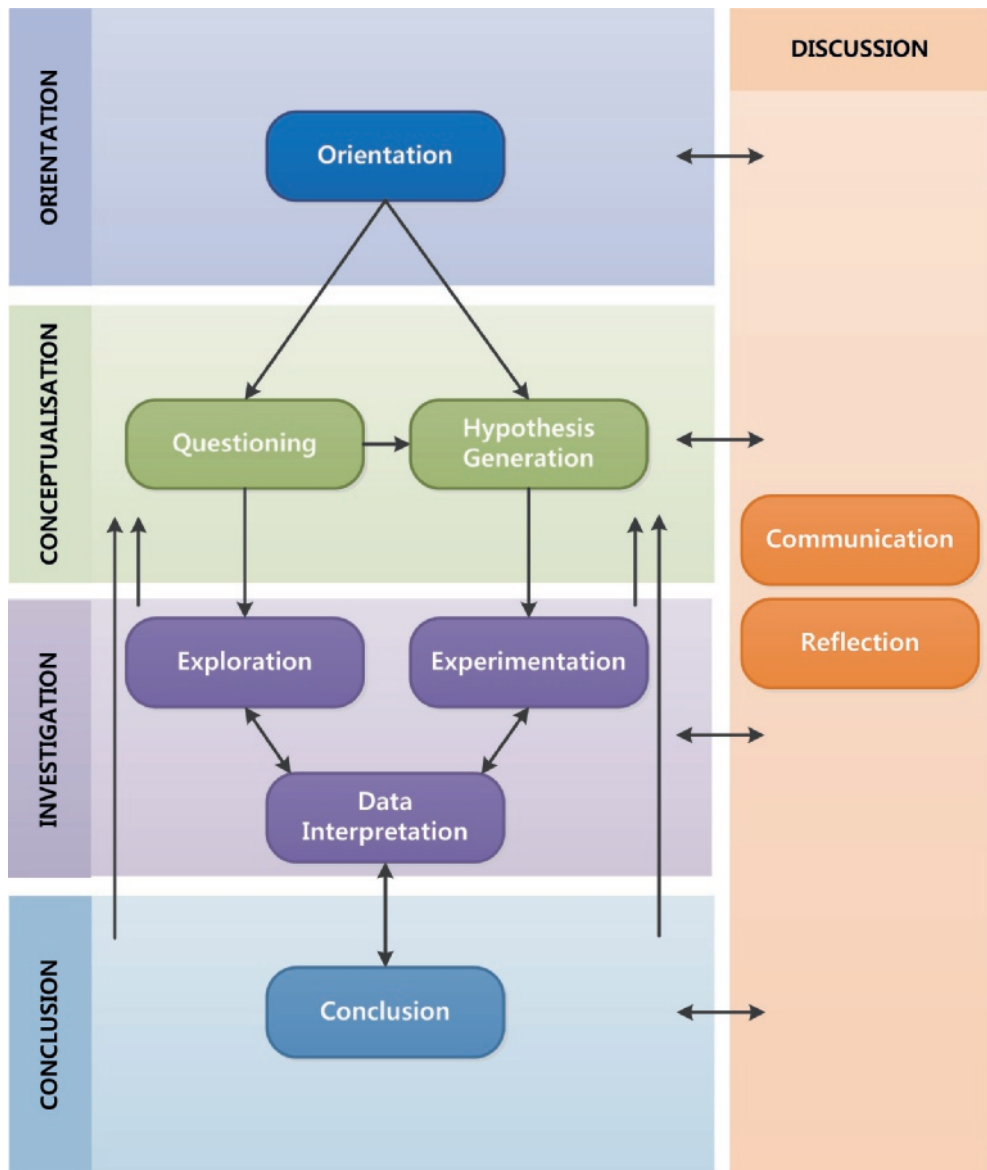 ORIENTATION
Orientation
DISCUSSION
CONCEPTUALISATION
Questioning
Hypothesis
Generation
Communication
Reflection
INVESTIGATION
Exploration
Experimentation
Data
Interpretation
CONCLUSION
Conclusion